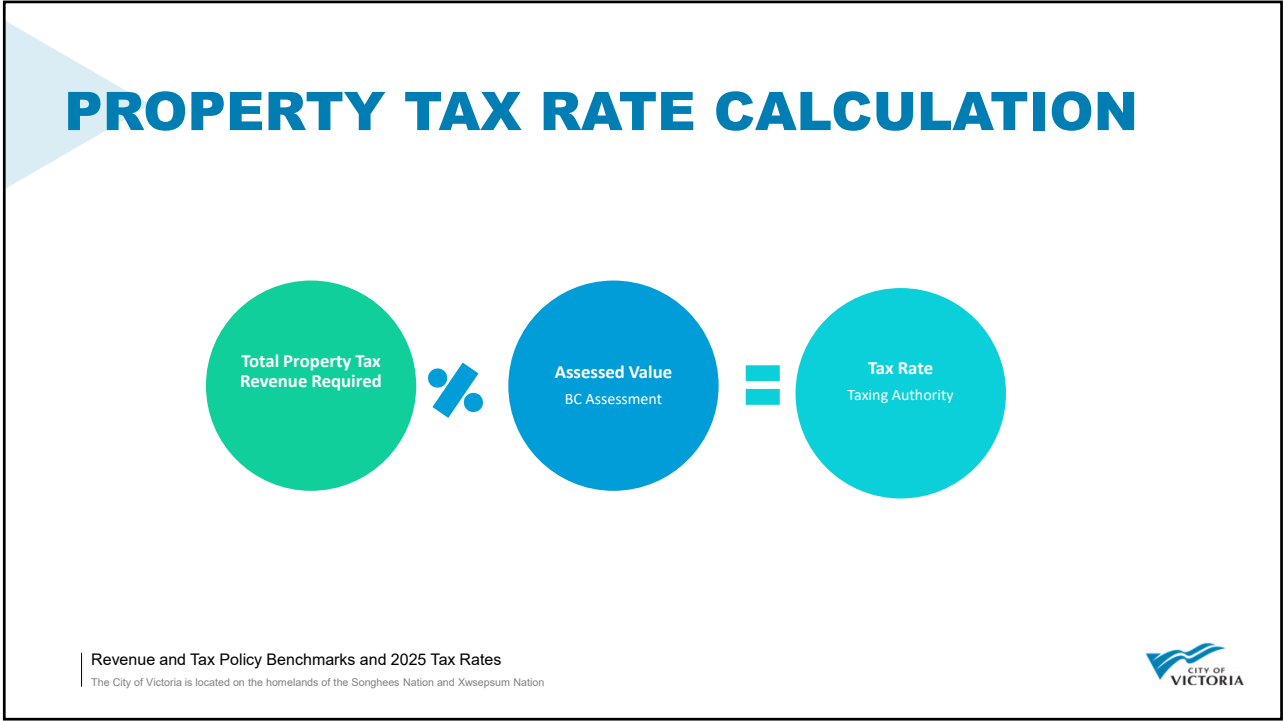 PROPERTY TAX RATE CALCULATION
Total Property Tax
Revenue Required
%
Assessed Value
BC Assessment
=
Tax Rate
Taxing Authority
Revenue and Tax Policy Benchmarks and 2025 Tax Rates
The City of Victoria is located on the homelands of the Songhees Nation and Xwsepsum Nation
CITY OF
VICTORIA